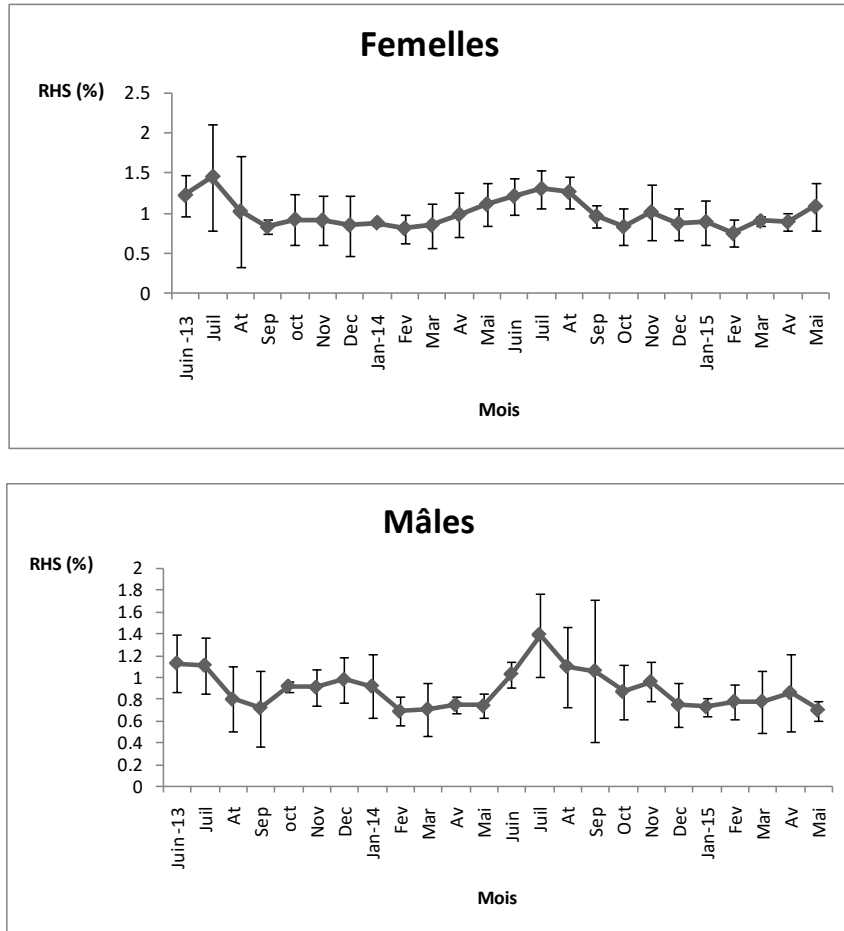 Femelles
RHS (%)
2.5
2
1.5
1
0.5
0
Juin -13
Juil
At
Sep
oct
Nov
Dec
Jan-14
Fev
Mar
Av
Mai
Juin
Juil
At
Sep
Oct
Nov
Dec
Jan-15
Fev
Mar
Av
Mai
Mois
Mâles
RHS (%)
2
1.8
1.6
1.4
1.2
1
0.8
0.6
0.4
0.2
0
Juin -13
Juil
At
Sep
oct
Nov
Dec
Jan-14
Fev
Mar
Av
Mai
Juin
Juil
At
Sep
Oct
Nov
Dec
Jan-15
Fev
Mar
Av
Mai
Mois